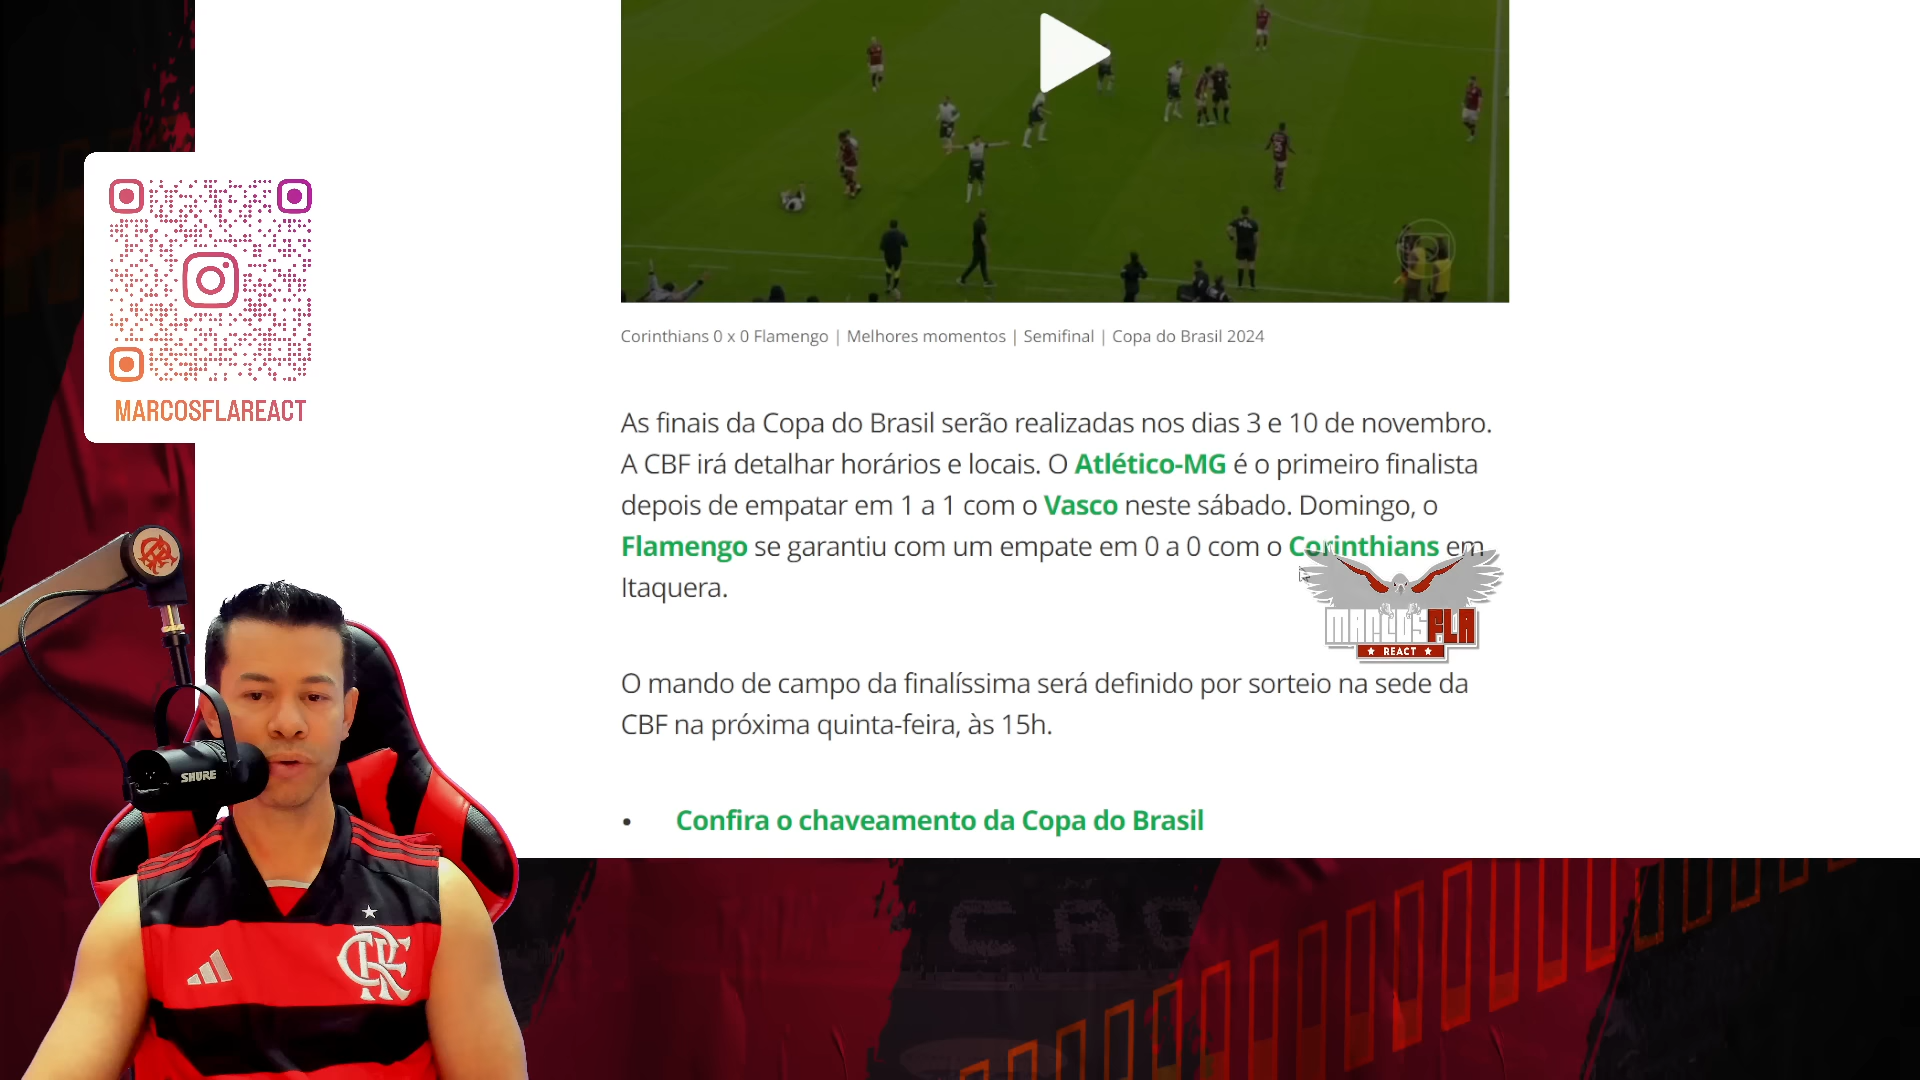 Corinthians 0 x 0 Flamengo | Melhores momentos | Semifinal | Copa do Brasil 2024
As finais da Copa do Brasil serão realizadas nos dias 3 e 10 de novembro.
A CBF irá detalhar horários e locais. O Atlético-MG é o primeiro finalista
depois de empatar em 1 a 1 com o Vasco neste sábado. Domingo, o
Flamengo se garantiu com um empate em 0 a 0 com o Corinthians em
Itaquera.
O mando de campo da finalíssima será definido por sorteio na sede da
CBF na próxima quinta-feira, às 15h.
• Confira o chaveamento da Copa do Brasil
MARCOSFLAREACT
MARCOS FLA
REACT
SHURE
CRF